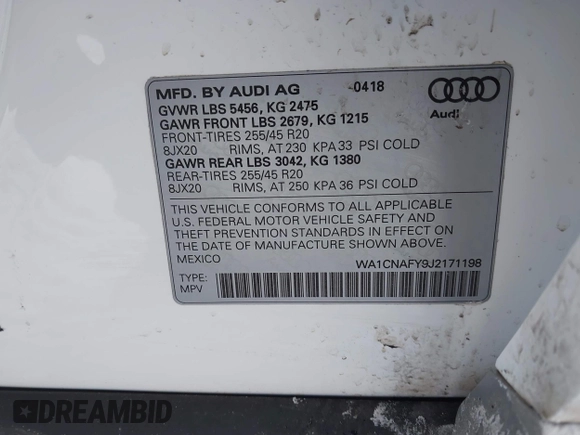 MFD. BY AUDI AG 0418
GVWR LBS 5456, KG 2475
GAWR FRONT LBS 2679, KG 1215
FRONT-TIRES 255/45 R20
8JX20 RIMS, AT 230 KPA 33 PSI COLD
GAWR REAR LBS 3042, KG 1380
REAR-TIRES 255/45 R20
8JX20 RIMS, AT 250 KPA 36 PSI COLD
Audi
THIS VEHICLE CONFORMS TO ALL APPLICABLE
U.S. FEDERAL MOTOR VEHICLE SAFETY AND
THEFT PREVENTION STANDARDS IN EFFECT ON
THE DATE OF MANUFACTURE SHOWN ABOVE.
MEXICO WA1CNAFY9J2171198
TYPE:
MPV
DREAMBID